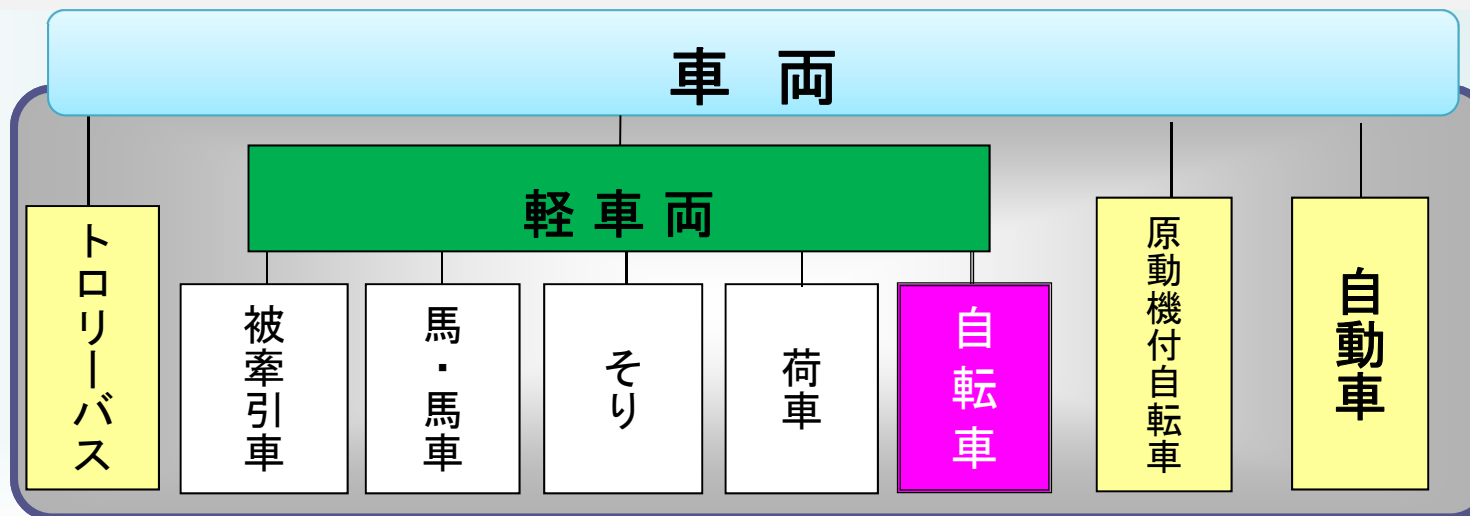 車 両
軽 車 両
トロリーバス
被牽引車
馬・馬車
そり
荷車
自転車
原動機付自転車
自動車